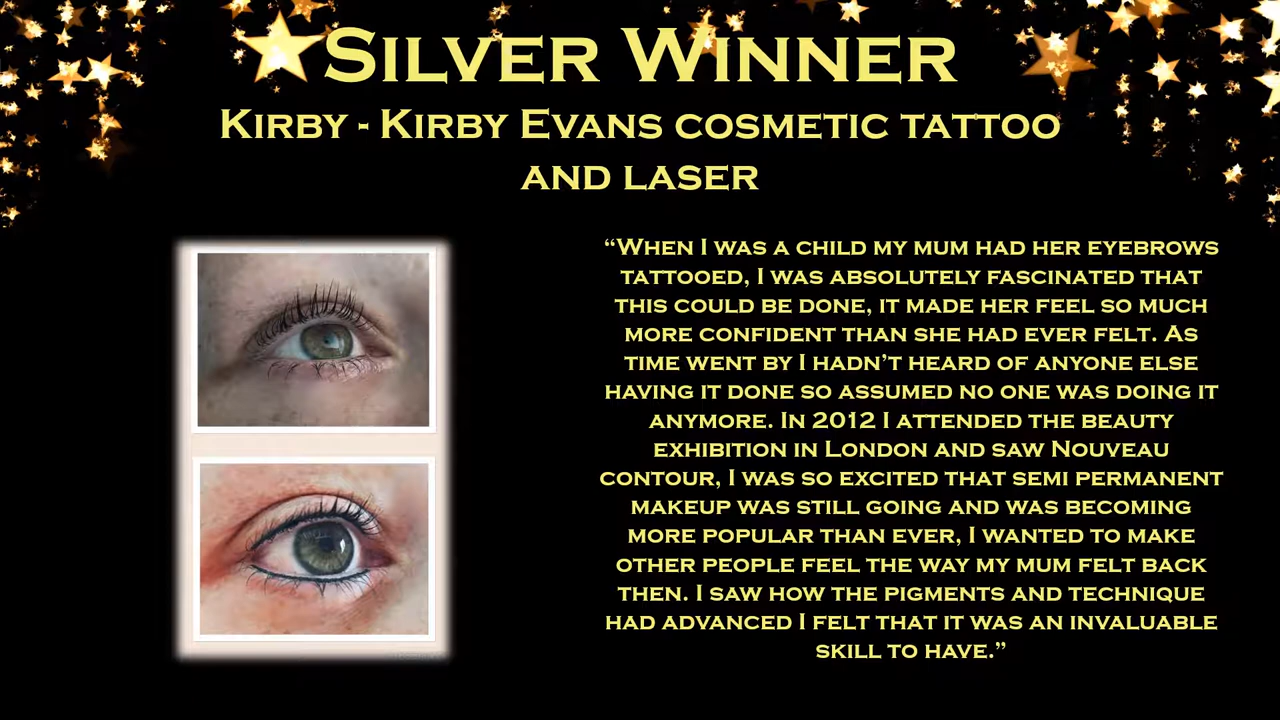 Silver Winner
Kirby - Kirby Evans cosmetic tattoo
and laser
“When I was a child my mum had her eyebrows
tattooed, I was absolutely fascinated that
this could be done, it made her feel so much
more confident than she had ever felt. As
time went by I hadn’t heard of anyone else
having it done so assumed no one was doing it
anymore. In 2012 I attended the beauty
exhibition in London and saw Nouveau
contour, I was so excited that semi permanent
makeup was still going and was becoming
more popular than ever, I wanted to make
other people feel the way my mum felt back
then. I saw how the pigments and technique
had advanced I felt that it was an invaluable
skill to have.”